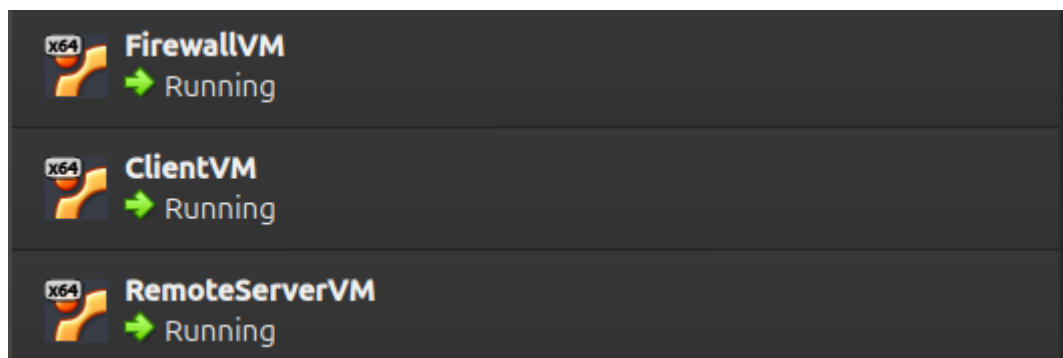 x64
FirewallVM
Running
x64
ClientVM
Running
x64
RemoteServerVM
Running